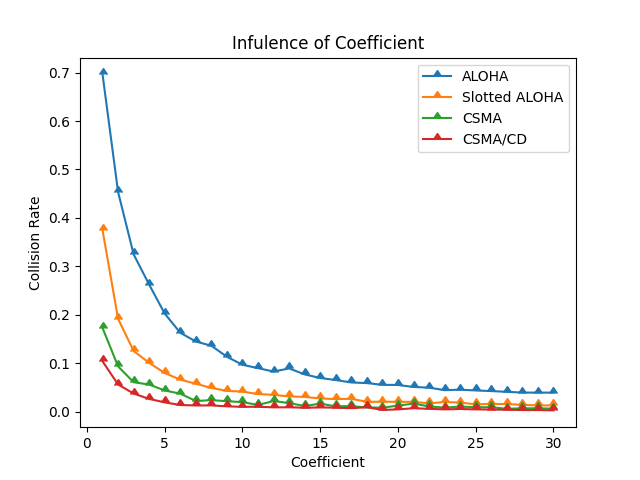 Infulence of Coefficient
ALOHA
Slotted ALOHA
CSMA
CSMA/CD
Collision Rate
0.7
0.6
0.5
0.4
0.3
0.2
0.1
0.0
0 5 10 15 20 25 30
Coefficient